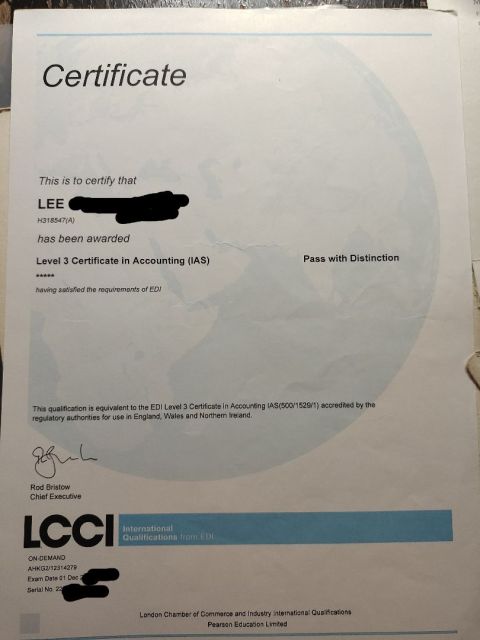 Certificate
This is to certify that
LEE
H318547(A)
has been awarded
Level 3 Certificate in Accounting (IAS) Pass with Distinction
*****
having satisfied the requirements of EDI
This qualification is equivalent to the EDI Level 3 Certificate in Accounting IAS(500/1529/1) accredited by the
regulatory authorities for use in England, Wales and Northern Ireland.
Rod Bristow
Chief Executive
LCCI International
Qualifications from EDI
ON-DEMAND
AHKG2/12314279
Exam Date 01 Dec
Serial No. 22
London Chamber of Commerce and Industry International Qualifications
Pearson Education Limited